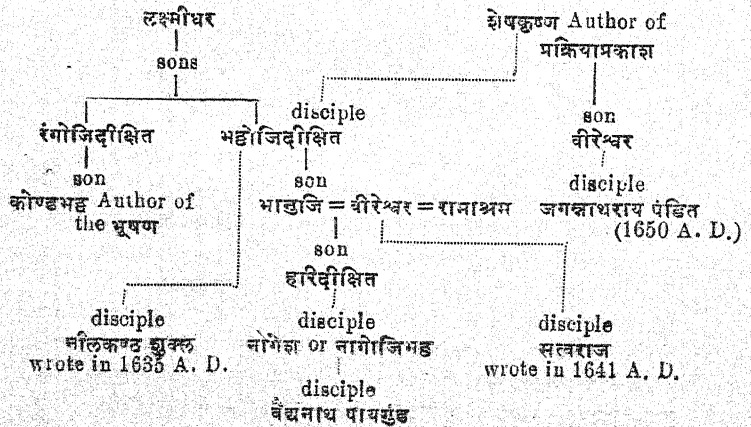 लक्ष्मीधर
शेषकृष्ण Author of
प्रक्रियाप्रकाश
sons
disciple
son
रंगोजिदीक्षित
भट्टोजिदीक्षित
वीरेश्वर
son
son
disciple
कोण्डभट्ट Author of
the भूषण
भानुजि = वीरेश्वर = रामाश्रम
जगन्नाथराय पंडित
(1650 A. D.)
son
हरिदीक्षित
disciple
disciple
disciple
नीलकण्ठ शुक्ल
wrote in 1635 A. D.
नागेश or नागोजिभट्ट
सत्वराज
wrote in 1641 A. D.
disciple
वैद्यनाथ पायगुंड